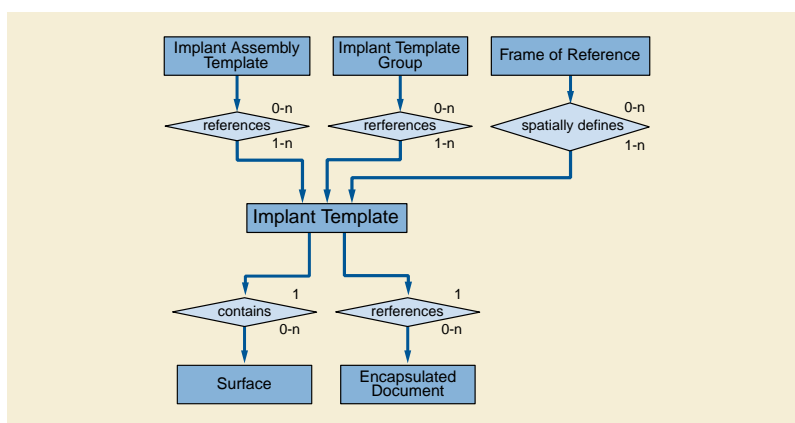 Implant Assembly
Template
Implant Template
Group
Frame of Reference
0-n
0-n
0-n
references
rerferences
spatially defines
1-n
1-n
1-n
Implant Template
1
1
contains
rerferences
0-n
0-n
Surface
Encapsulated
Document